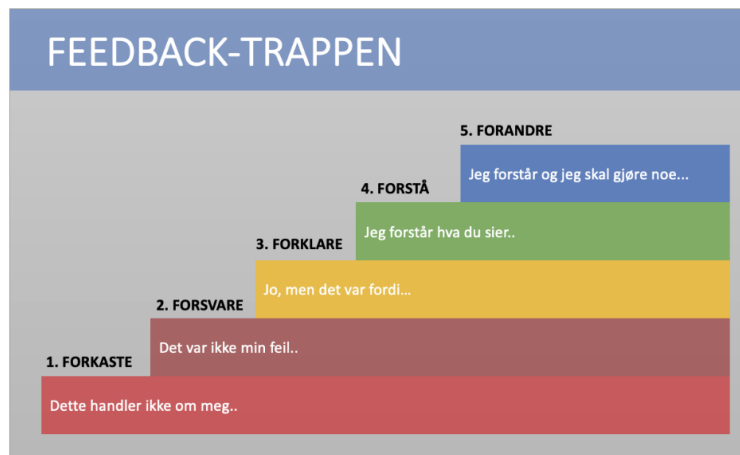 FEEDBACK-TRAPPEN
5. FORANDRE
Jeg forstår og jeg skal gjøre noe...
4. FORSTÅ
Jeg forstår hva du sier..
3. FORKLARE
Jo, men det var fordi...
2. FORSVARE
Det var ikke min feil..
1. FORKASTE
Dette handler ikke om meg..